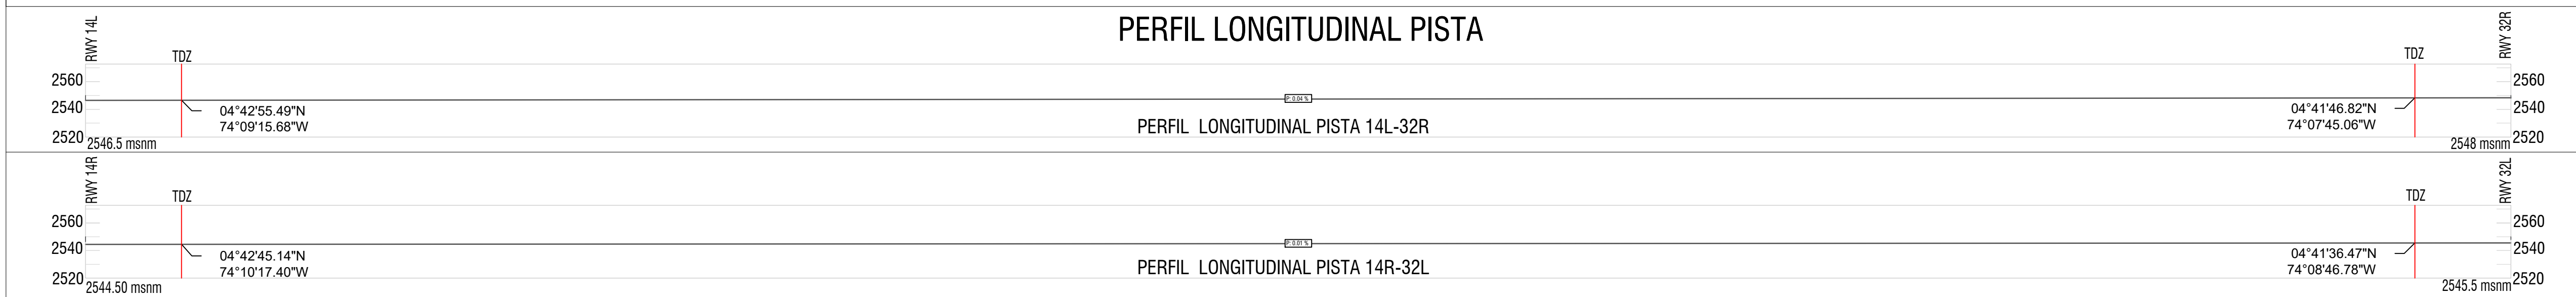 PERFIL LONGITUDINAL PISTA
RWY 14L
RWY 32R
TDZ
TDZ
2560
2540
2520
2560
2540
2520
04°42'55.49"N
74°09'15.68"W
P: 0.04 %
04°41'46.82"N
74°07'45.06"W
PERFIL LONGITUDINAL PISTA 14L-32R
2546.5 msnm
2548 msnm
RWY 14R
RWY 32L
TDZ
TDZ
2560
2540
2520
2560
2540
2520
04°42'45.14"N
74°10'17.40"W
P: 0.01 %
04°41'36.47"N
74°08'46.78"W
PERFIL LONGITUDINAL PISTA 14R-32L
2544.50 msnm
2545.5 msnm